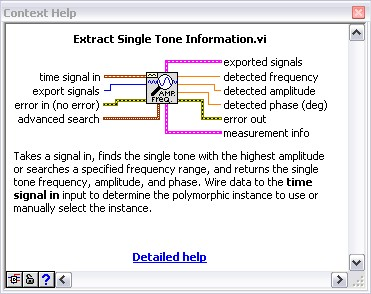 Context Help
Extract Single Tone Information.vi
exported signals
time signal in
detected frequency
export signals
detected amplitude
error in (no error)
detected phase (deg)
advanced search
AMP
Freq.
error out
measurement info
Takes a signal in, finds the single tone with the highest amplitude
or searches a specified frequency range, and returns the single
tone frequency, amplitude, and phase. Wire data to the time
signal in input to determine the polymorphic instance to use or
manually select the instance.
Detailed help
?